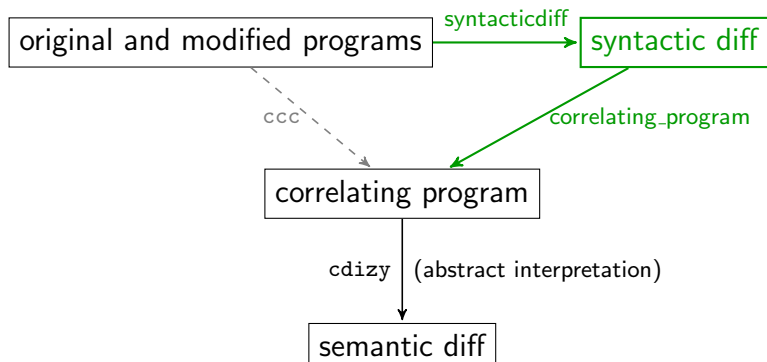 syntacticdiff
original and modified programs
syntactic diff
ccc
correlating_program
correlating program
cdizy (abstract interpretation)
semantic diff